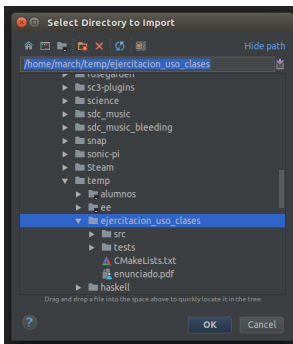 Select Directory to Import
Hide path
/home/march/temp/ejercitacion_uso_clases
rosegarden
sc3-plugins
science
sdc_music
sdc_music_bleeding
snap
sonic-pi
Steam
temp
alumnos
ee
ejercitacion_uso_clases
src
tests
CMakeLists.txt
enunciado.pdf
haskell
Drag and drop a file into the space above to quickly locate it in the tree
?
OK
Cancel